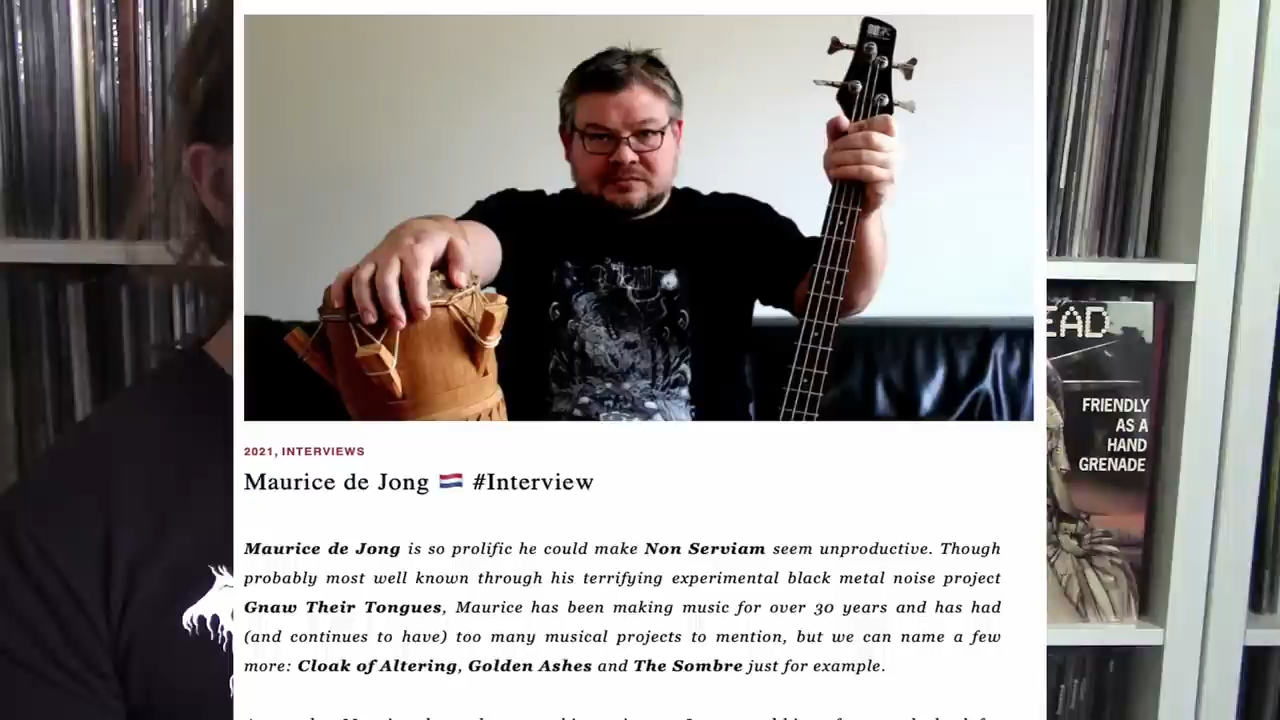 EAD
FRIENDLY
AS A
HAND
GRENADE
2021, INTERVIEWS
Maurice de Jong 🇳🇱 #Interview
Maurice de Jong is so prolific he could make Non Serviam seem unproductive. Though
probably most well known through his terrifying experimental black metal noise project
Gnaw Their Tongues, Maurice has been making music for over 30 years and has had
(and continues to have) too many musical projects to mention, but we can name a few
more: Cloak of Altering, Golden Ashes and The Sombre just for example.